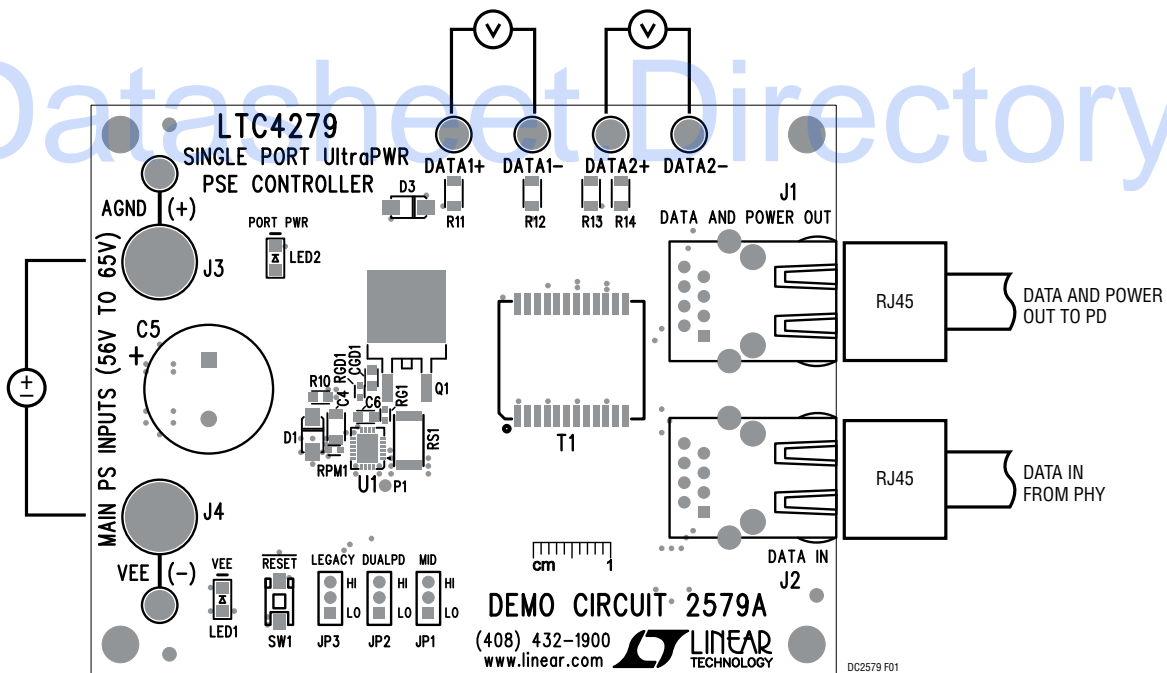 Datasheet Directory
V
V
LTC4279
SINGLE PORT UltraPWR
PSE CONTROLLER
DATA1+
DATA1-
DATA2+
DATA2-
D3
R11
R12
R13
R14
J1
DATA AND POWER OUT
AGND
(+)
PORT PWR
LED2
J3
RJ45
DATA AND POWER
OUT TO PD
MAIN PS INPUTS (56V TO 65V)
C5
+
+
−
R10
RGD1
CGD1
C4
C6
RG1
Q1
D1
RPM1
U1
P1
RS1
T1
RJ45
DATA IN
FROM PHY
J4
VEE
(-)
VEE
LED1
RESET
SW1
LEGACY
HI
LO
JP3
DUALPD
HI
LO
JP2
MID
HI
LO
JP1
cm
1
DATA IN
J2
DEMO CIRCUIT 2579A
(408) 432-1900
www.linear.com
LINEAR
TECHNOLOGY
DC2579 F01